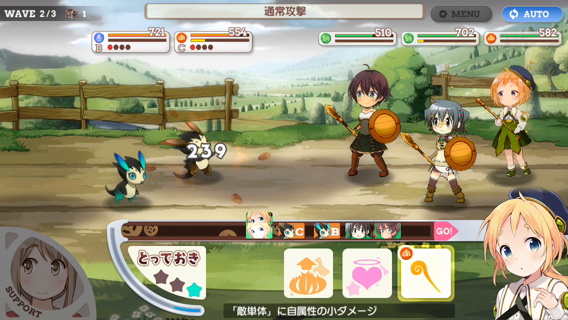 WAVE 2/3 1
通常攻撃
MENU
AUTO
721
B
554
C
510
702
582
239
C
B
GO!
とっておき
SUPPORT
「敵単体」に自属性の小ダメージ